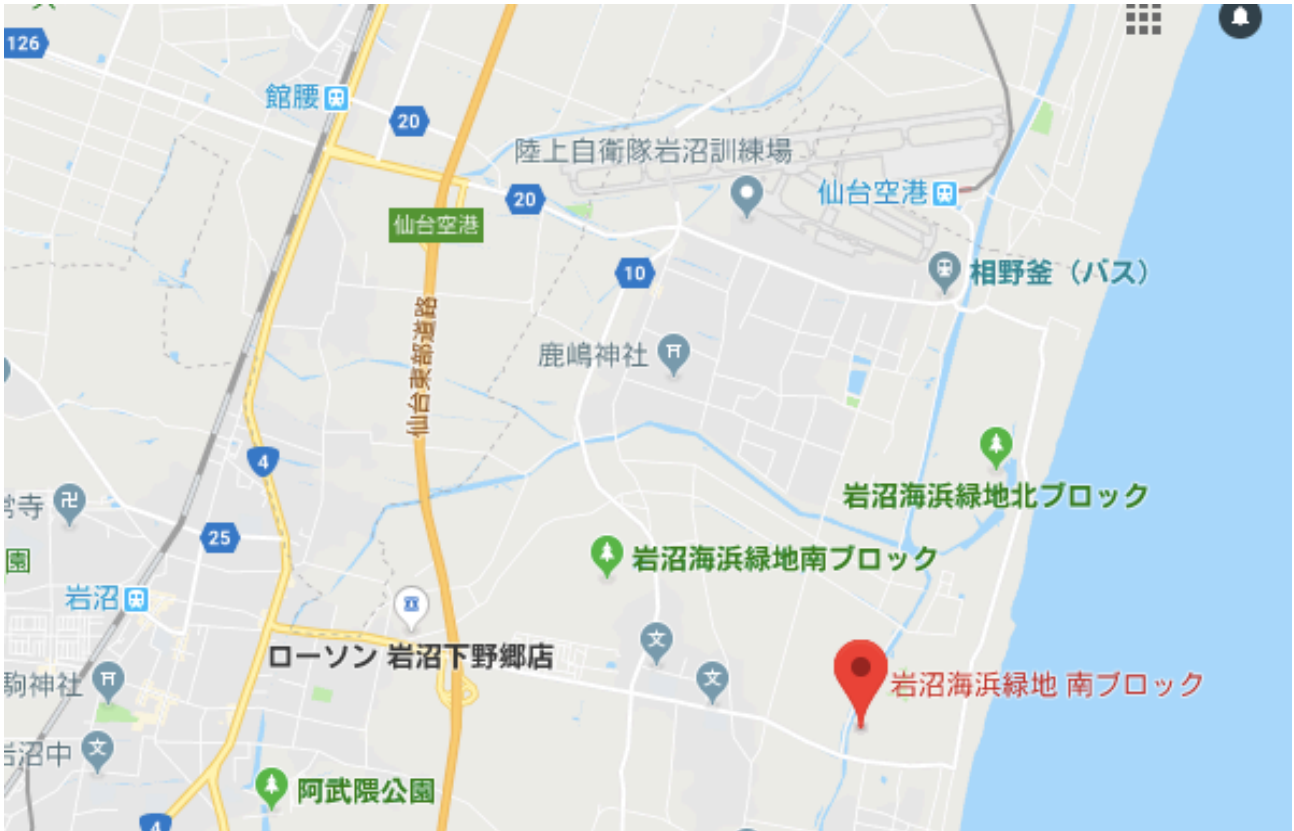 126
館腰
20
陸上自衛隊岩沼訓練場
20
仙台空港
仙台空港
10
相野釜（バス）
仙台東部道路
鹿嶋神社
4
岩沼海浜緑地北ブロック
寺
25
園
岩沼海浜緑地南ブロック
岩沼
ローソン 岩沼下野郷店
文
文
駒神社
岩沼海浜緑地 南ブロック
岩沼中
文
阿武隈公園
4